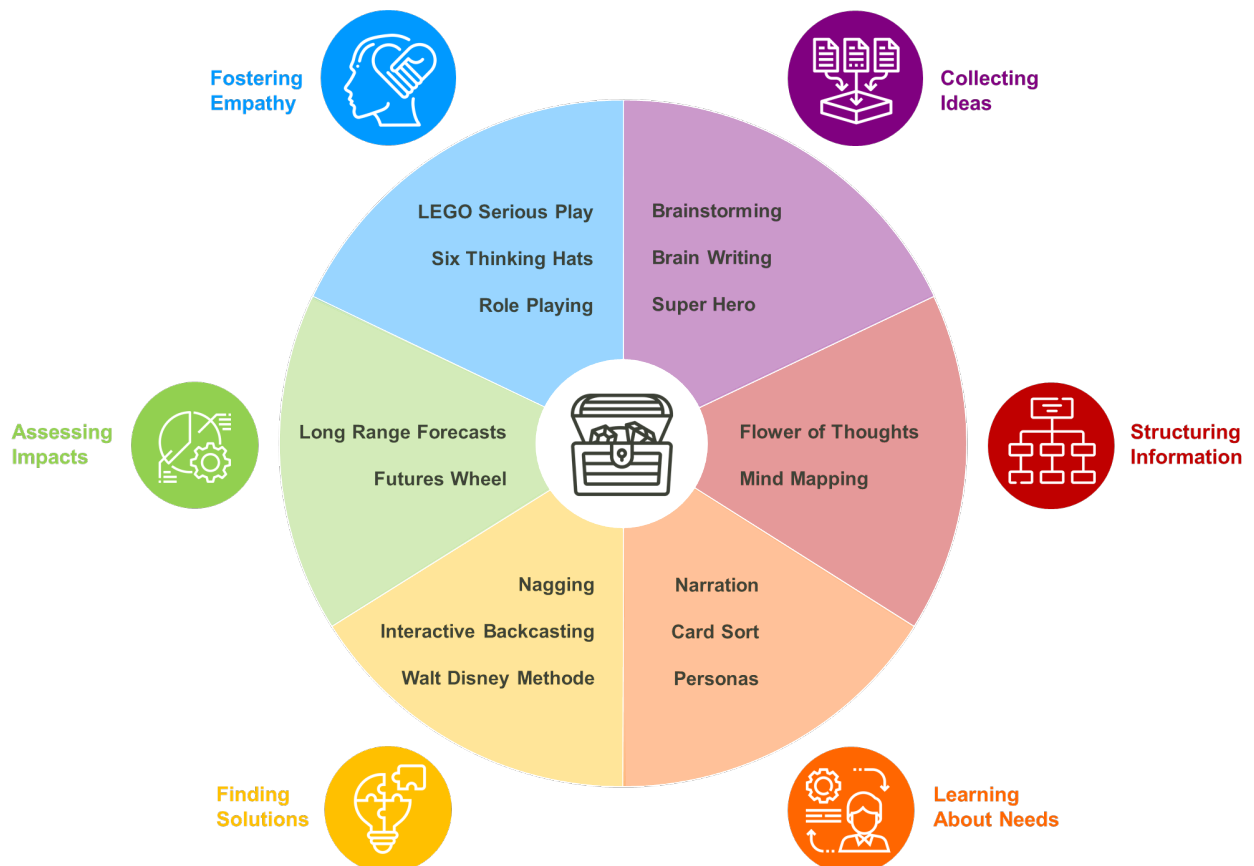 Fostering
Empathy
Collecting
Ideas
LEGO Serious Play
Six Thinking Hats
Role Playing
Brainstorming
Brain Writing
Super Hero
Assessing
Impacts
Long Range Forecasts
Futures Wheel
Flower of Thoughts
Mind Mapping
Structuring
Information
Nagging
Interactive Backcasting
Walt Disney Methode
Narration
Card Sort
Personas
Finding
Solutions
Learning
About Needs